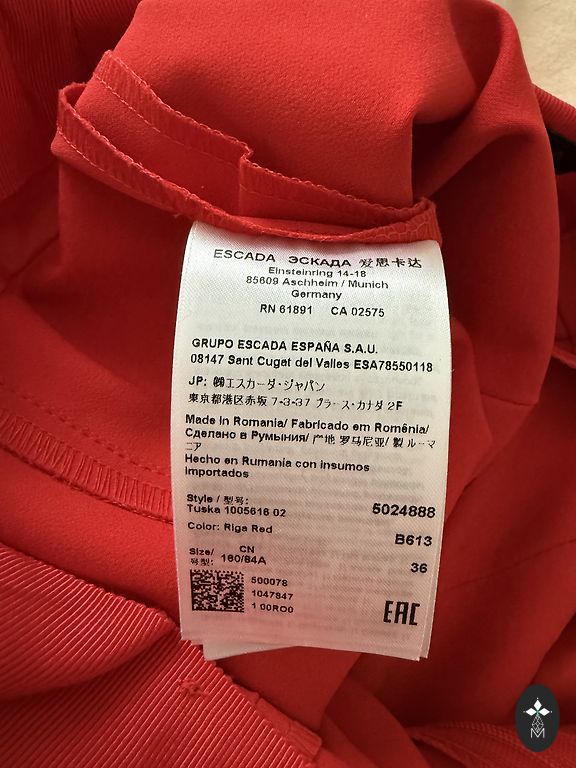 ESCADA ЭСКАДА 爱思卡达
Einsteinring 14-18
85609 Aschheim / Munich
Germany
RN 61891 CA 02575
GRUPO ESCADA ESPAÑA S.A.U.
08147 Sant Cugat del Valles ESA78550118
JP: ㈱エスカーダ・ジャパン
東京都港区赤坂 7-3-37 プラース・カナダ 2F
Made in Romania/ Fabricado em Romênia/
Сделано в Румынии/ 产地 罗马尼亚/ 製 ルーマ
ニア
Hecho en Rumania con insumos
importados
Style / 型号:
Tuska 1005616 02 5024888
Color: Riga Red B613
Size/ CN
号型: 160/84A 36
500078
1047847
1 00RO0
EAC
M